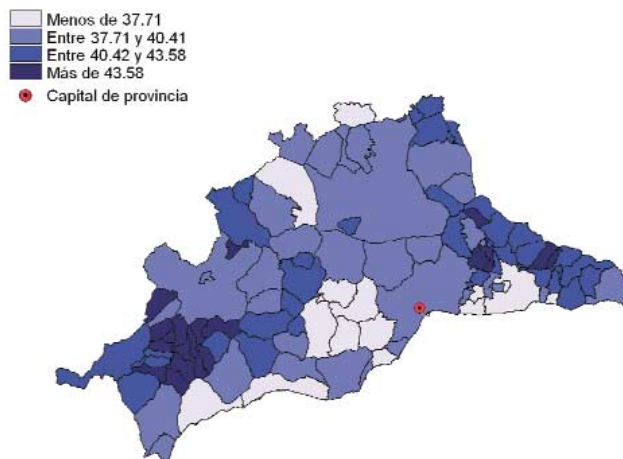 Menos de 37.71
Entre 37.71 y 40.41
Entre 40.42 y 43.58
Más de 43.58
Capital de provincia